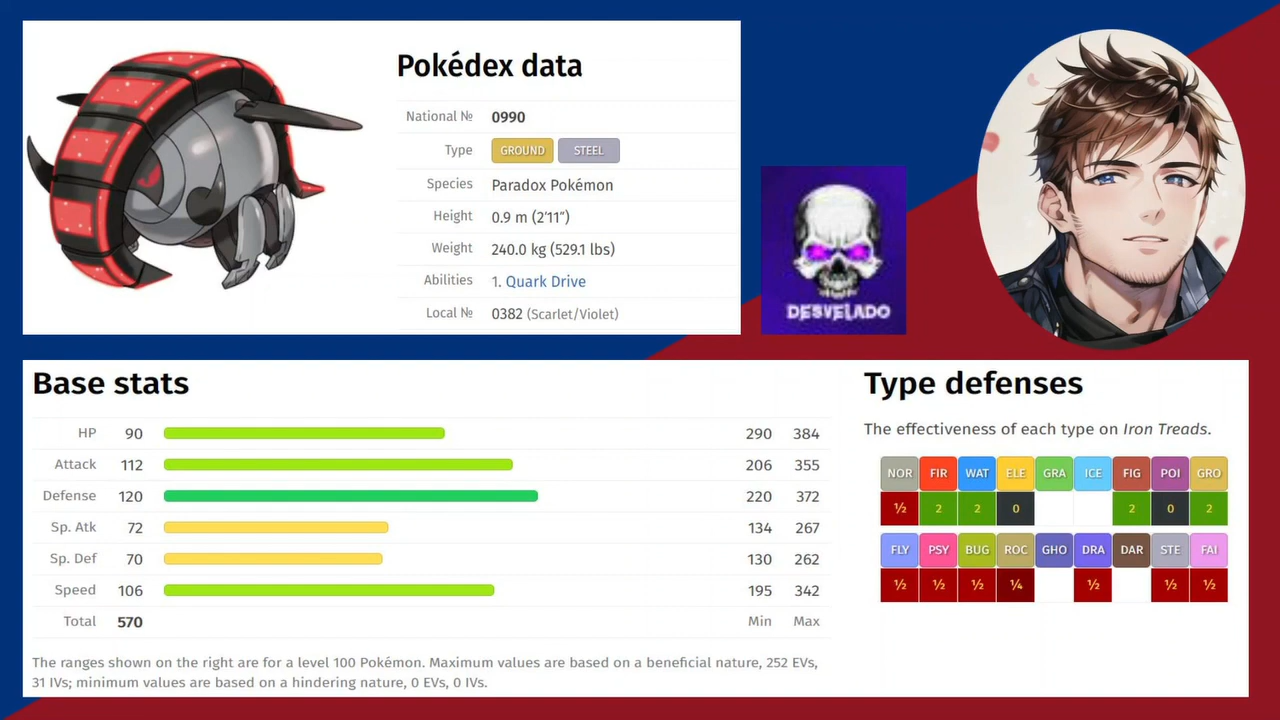 Pokédex data
National № 0990
Type GROUND STEEL
Species Paradox Pokémon
Height 0.9 m (2′11″)
Weight 240.0 kg (529.1 lbs)
Abilities 1. Quark Drive
Local № 0382 (Scarlet/Violet)
DESVELADO
Base stats
HP 90 290 384
Attack 112 206 355
Defense 120 220 372
Sp. Atk 72 134 267
Sp. Def 70 130 262
Speed 106 195 342
Total 570 Min Max
The ranges shown on the right are for a level 100 Pokémon. Maximum values are based on a beneficial nature, 252 EVs,
31 IVs; minimum values are based on a hindering nature, 0 EVs, 0 IVs.
Type defenses
The effectiveness of each type on Iron Treads.
NOR FIR WAT ELE GRA ICE FIG POI GRO
½ 2 2 0 2 0 2
FLY PSY BUG ROC GHO DRA DAR STE FAI
½ ½ ½ ¼ ½ ½ ½